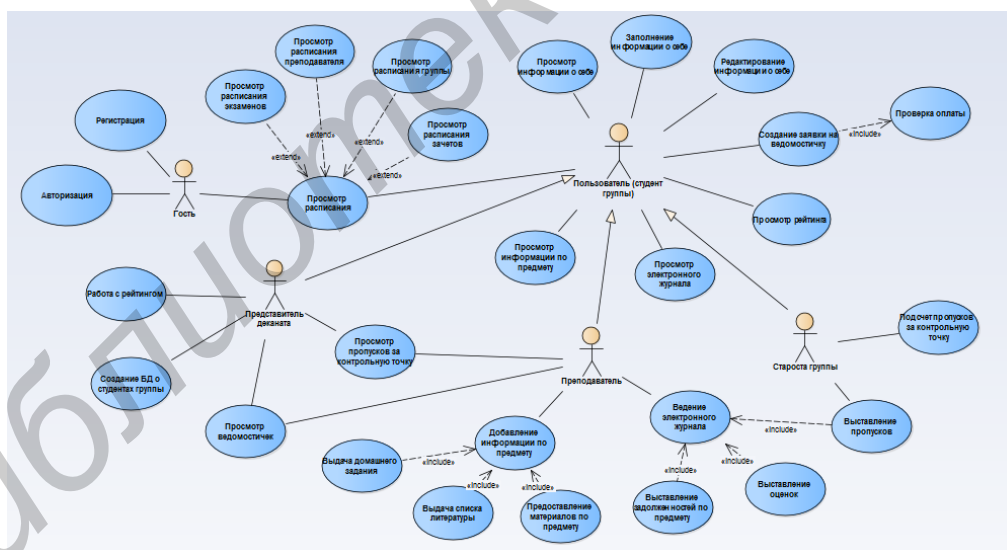 Просмотр
расписания
преподавателя
Просмотр
расписания группы
Просмотр
расписания
экзаменов
Просмотр
расписания
зачетов
Регистрация
Авторизация
Гость
Просмотр
расписания
«extend»
«extend»
«extend»
«extend»
Просмотр
информации о себе
Заполнение
информации о себе
Редактирование
информации о себе
Создание заявки на
ведомостичку
«include»
Проверка оплаты
Пользователь (студент
группы)
Просмотр рейтинга
Просмотр
информации по
предмету
Просмотр
электронного
журнала
Работа с рейтингом
Представитель
деканата
Создание БД о
студентах группы
Просмотр
пропусков за
контрольную точку
Просмотр
ведомостичек
Преподаватель
Староста группы
Подсчет пропусков
за контрольную
точку
Выставление
пропусков
«include»
Ведение
электронного
журнала
Добавление
информации по
предмету
Выдача домашнего
задания
«include»
«include»
«include»
Выдача списка
литературы
Предоставление
материалов по
предмету
«include»
«include»
Выставление
задолженностей по
предмету
Выставление
оценок